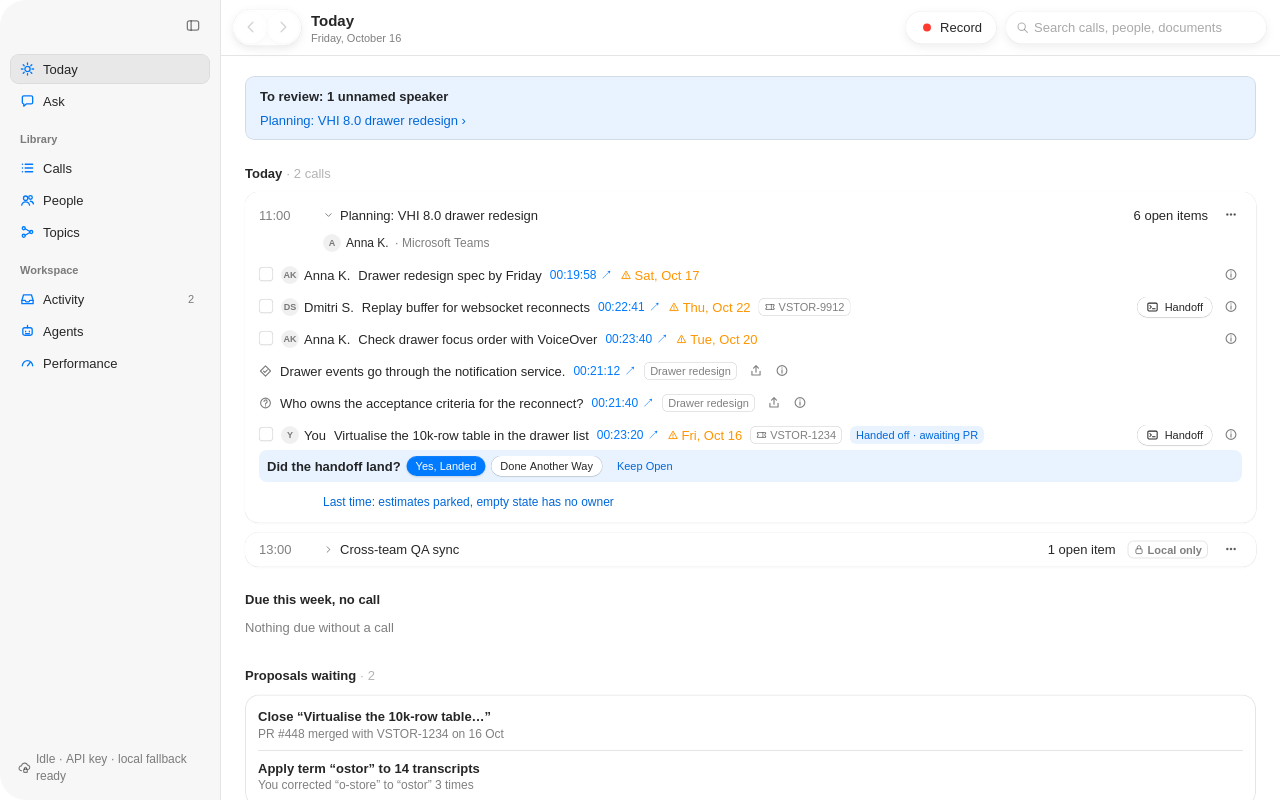 Today
Friday, October 16
Record
Search calls, people, documents
Today
Ask
Library
Calls
People
Topics
Workspace
Activity 2
Agents
Performance
Idle · API key · local fallback
ready
To review: 1 unnamed speaker
Planning: VHI 8.0 drawer redesign ›
Today · 2 calls
11:00 Planning: VHI 8.0 drawer redesign 6 open items
A Anna K. · Microsoft Teams
AK Anna K. Drawer redesign spec by Friday 00:19:58 Sat, Oct 17
DS Dmitri S. Replay buffer for websocket reconnects 00:22:41 Thu, Oct 22 VSTOR-9912 Handoff
AK Anna K. Check drawer focus order with VoiceOver 00:23:40 Tue, Oct 20
Drawer events go through the notification service. 00:21:12 Drawer redesign
Who owns the acceptance criteria for the reconnect? 00:21:40 Drawer redesign
Y You Virtualise the 10k-row table in the drawer list 00:23:20 Fri, Oct 16 VSTOR-1234 Handed off · awaiting PR Handoff
Did the handoff land? Yes, Landed Done Another Way Keep Open
Last time: estimates parked, empty state has no owner
13:00 Cross-team QA sync 1 open item Local only
Due this week, no call
Nothing due without a call
Proposals waiting · 2
Close “Virtualise the 10k-row table…”
PR #448 merged with VSTOR-1234 on 16 Oct
Apply term “ostor” to 14 transcripts
You corrected “o-store” to “ostor” 3 times